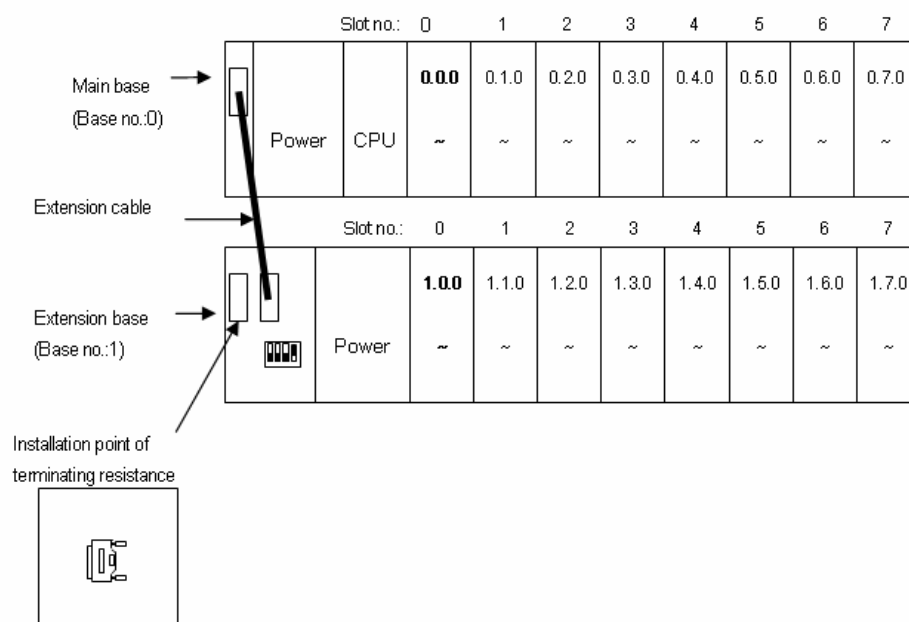 Slot no.: 0 1 2 3 4 5 6 7
Main base
(Base no.:0)
0.0.0 0.1.0 0.2.0 0.3.0 0.4.0 0.5.0 0.6.0 0.7.0
Power CPU ~ ~ ~ ~ ~ ~ ~ ~
Extension cable
Slot no.: 0 1 2 3 4 5 6 7
1.0.0 1.1.0 1.2.0 1.3.0 1.4.0 1.5.0 1.6.0 1.7.0
Extension base
(Base no.:1)
Power ~ ~ ~ ~ ~ ~ ~ ~
Installation point of
terminating resistance